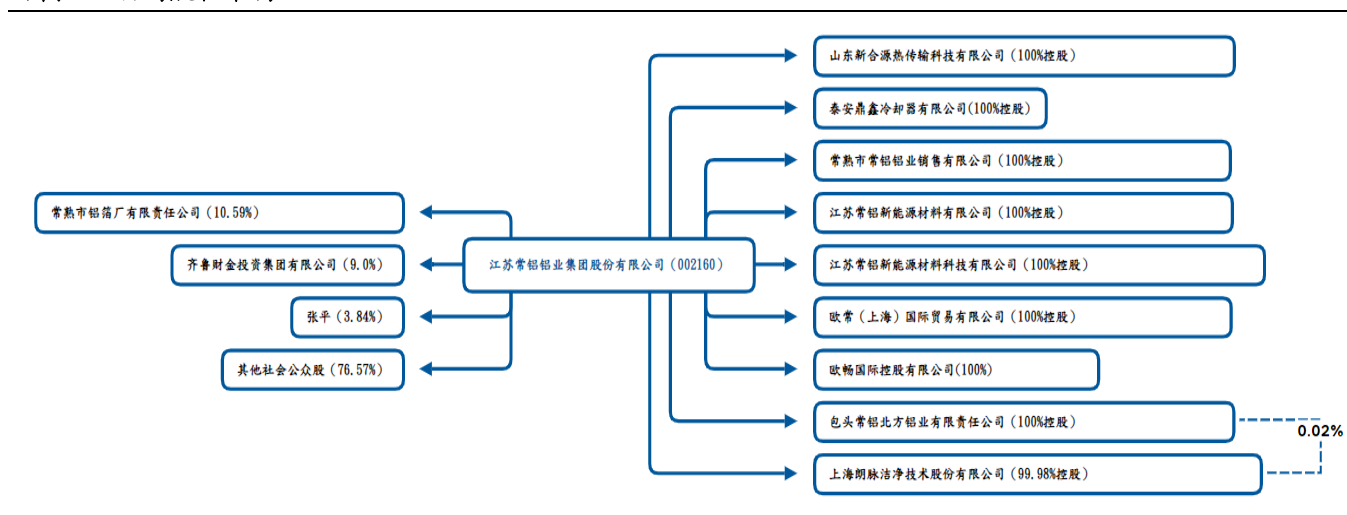 常熟市铝箔厂有限责任公司（10.59%）
齐鲁财金投资集团有限公司（9.0%）
张平（3.84%）
其他社会公众股（76.57%）
江苏常铝铝业集团股份有限公司（002160）
山东新合源热传输科技有限公司（100%控股）
泰安鼎鑫冷却器有限公司(100%控股）
常熟市常铝铝业销售有限公司（100%控股）
江苏常铝新能源材料有限公司（100%控股）
江苏常铝新能源材料科技有限公司（100%控股）
欧常（上海）国际贸易有限公司（100%控股）
欧畅国际控股有限公司(100%)
包头常铝北方铝业有限责任公司（100%控股）
上海朗脉洁净技术股份有限公司（99.98%控股）
0.02%